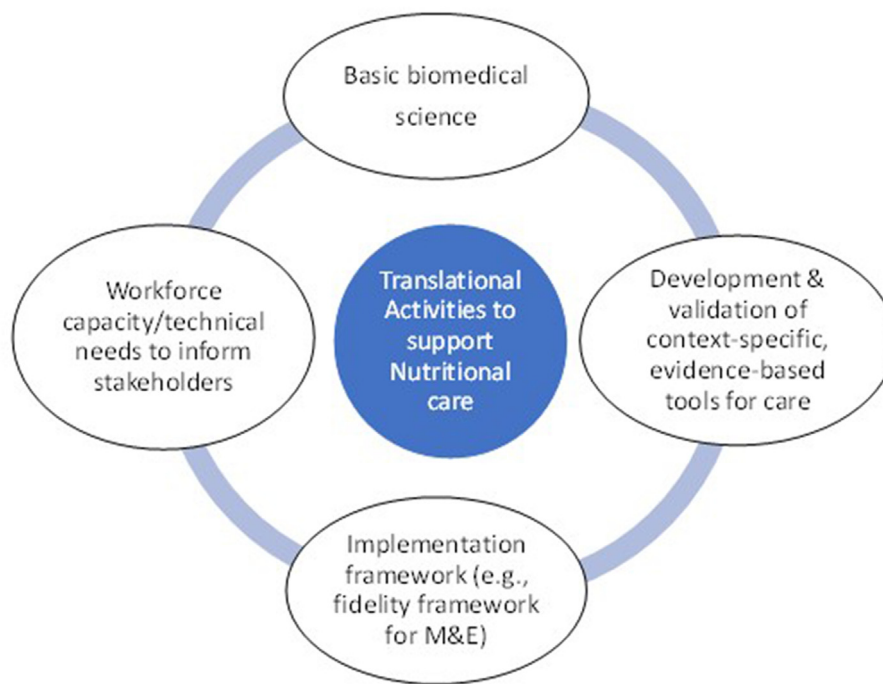 Basic biomedical
science
Workforce
capacity/technical
needs to inform
stakeholders
Translational
Activities to
support
Nutritional
care
Development &
validation of
context-specific,
evidence-based
tools for care
Implementation
framework (e.g.,
fidelity framework
for M&E)